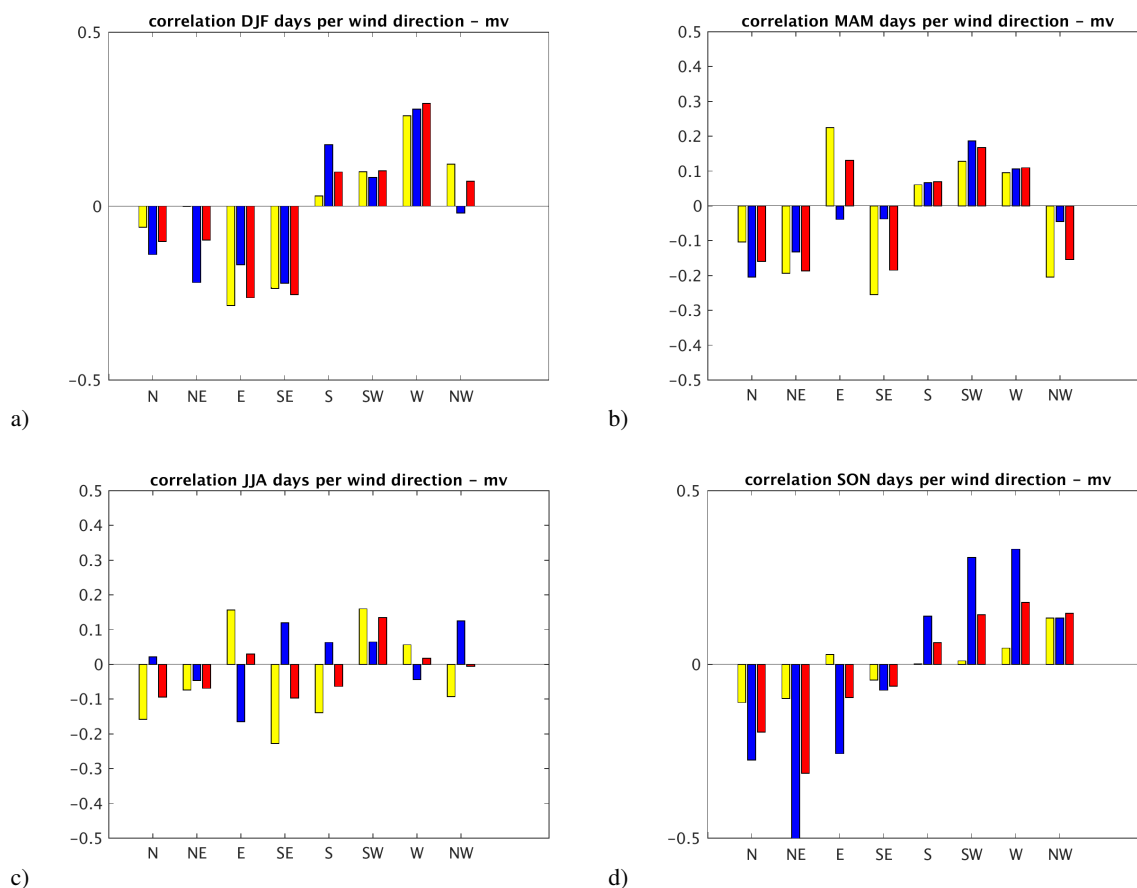 correlation DJF days per wind direction – mv
0.5
0
−0.5
N NE E SE S SW W NW
a)
correlation MAM days per wind direction – mv
0.5
0.4
0.3
0.2
0.1
0
−0.1
−0.2
−0.3
−0.4
−0.5
N NE E SE S SW W NW
b)
correlation JJA days per wind direction – mv
0.5
0.4
0.3
0.2
0.1
0
−0.1
−0.2
−0.3
−0.4
−0.5
N NE E SE S SW W NW
c)
correlation SON days per wind direction – mv
0.5
0
−0.5
N NE E SE S SW W NW
d)